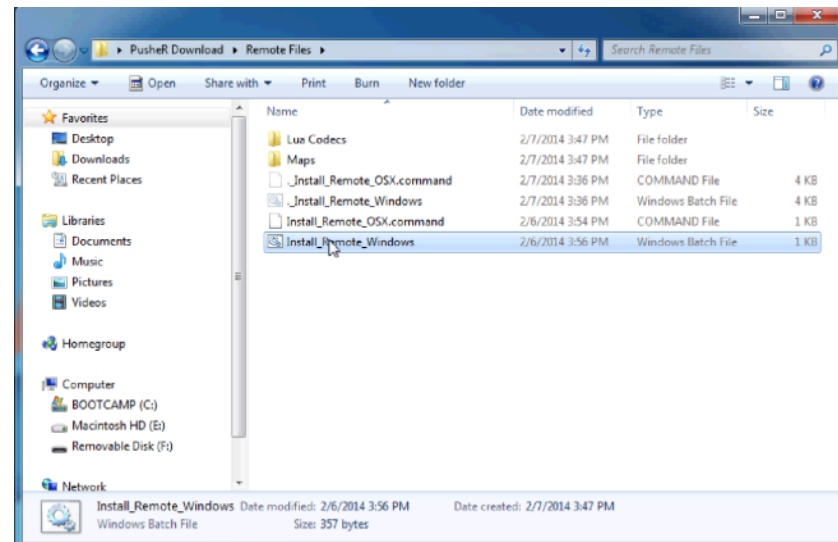 PusheR Download Remote Files
Search Remote Files
Organize Open Share with Print Burn New folder
Name Date modified Type Size
Favorites
Desktop
Downloads
Recent Places
Libraries
Documents
Music
Pictures
Videos
Homegroup
Computer
BOOTCAMP (C:)
Macintosh HD (E:)
Removable Disk (F:)
Network
Lua Codecs 2/7/2014 3:47 PM File folder
Maps 2/7/2014 3:47 PM File folder
._Install_Remote_OSX.command 2/7/2014 3:36 PM COMMAND File 4 KB
._Install_Remote_Windows 2/7/2014 3:36 PM Windows Batch File 4 KB
Install_Remote_OSX.command 2/6/2014 3:54 PM COMMAND File 1 KB
Install_Remote_Windows 2/6/2014 3:56 PM Windows Batch File 1 KB
Install_Remote_Windows Date modified: 2/6/2014 3:56 PM Date created: 2/7/2014 3:47 PM
Windows Batch File Size: 357 bytes